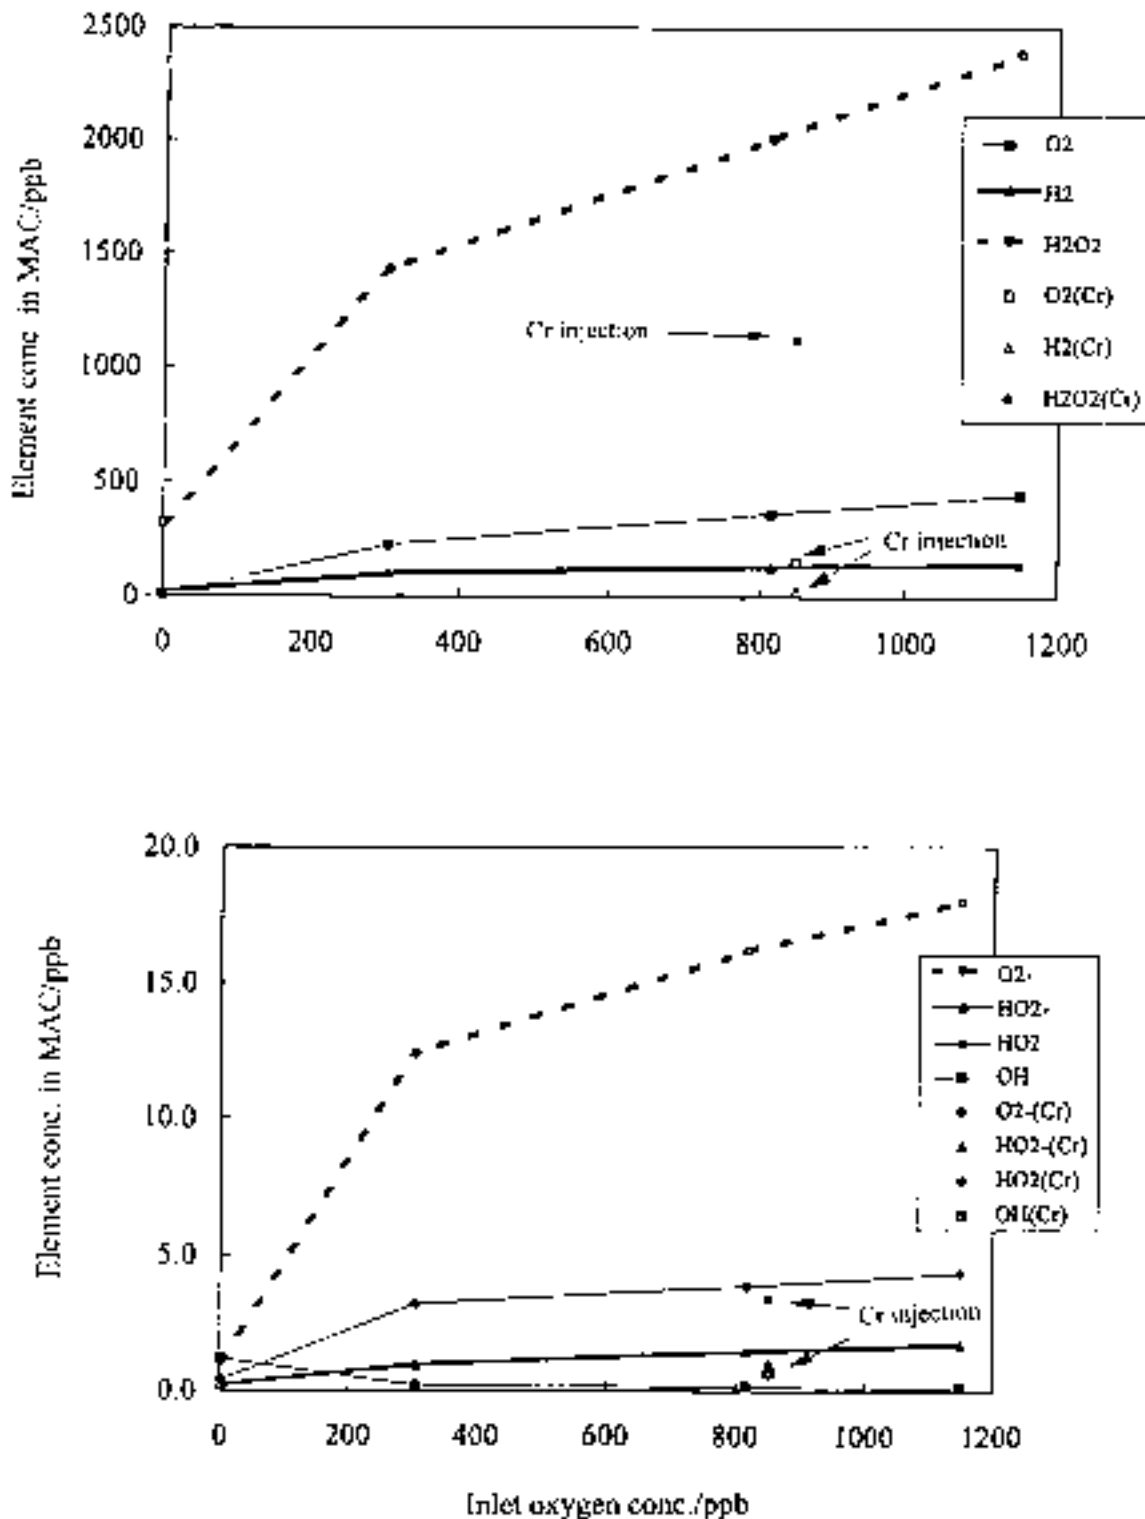 2500
2000
1500
1000
500
0
Element conc in MAC/ppb
0 200 400 600 800 1000 1200
O2
H2
H2O2
O2(Cr)
H2(Cr)
H2O2(Cr)
Cr injection
Cr injection
20.0
15.0
10.0
5.0
0.0
Element conc. in MAC/ppb
0 200 400 600 800 1000 1200
Inlet oxygen conc./ppb
O2-
HO2-
HO2
OH
O2-(Cr)
HO2-(Cr)
HO2(Cr)
OH(Cr)
Cr injection